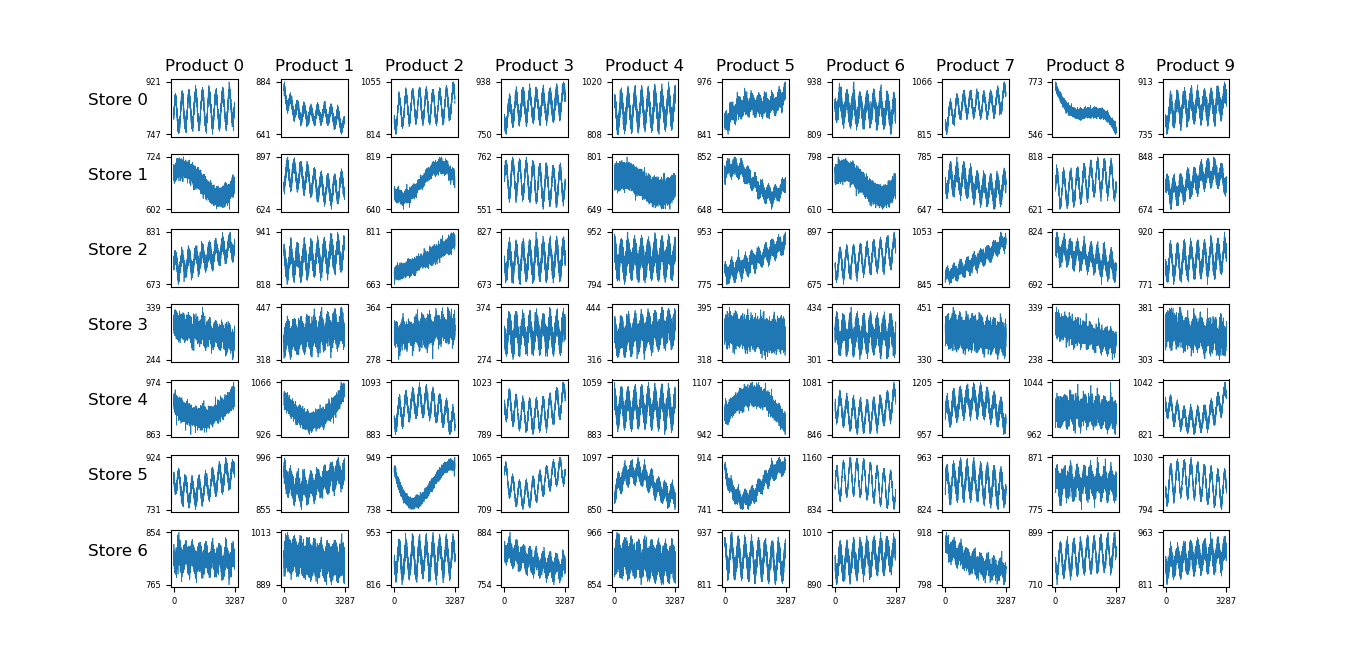 Product 0 Product 1 Product 2 Product 3 Product 4 Product 5 Product 6 Product 7 Product 8 Product 9
921 884 1055 938 1020 976 938 1066 773 913
Store 0
747 641 814 750 808 841 809 815 546 735
724 897 819 762 801 852 798 785 818 848
Store 1
602 624 640 551 649 648 610 647 621 674
831 941 811 827 952 953 897 1053 824 920
Store 2
673 818 663 673 794 775 675 845 692 771
339 447 364 374 444 395 434 451 339 381
Store 3
244 318 278 274 316 318 301 330 238 303
974 1066 1093 1023 1059 1107 1081 1205 1044 1042
Store 4
863 926 883 789 883 942 846 957 962 821
924 996 949 1065 1097 914 1160 963 871 1030
Store 5
731 855 738 709 850 741 834 824 775 794
854 1013 953 884 966 937 1010 918 899 963
Store 6
765 889 816 754 854 811 890 798 710 811
0 3287 0 3287 0 3287 0 3287 0 3287 0 3287 0 3287 0 3287 0 3287 0 3287